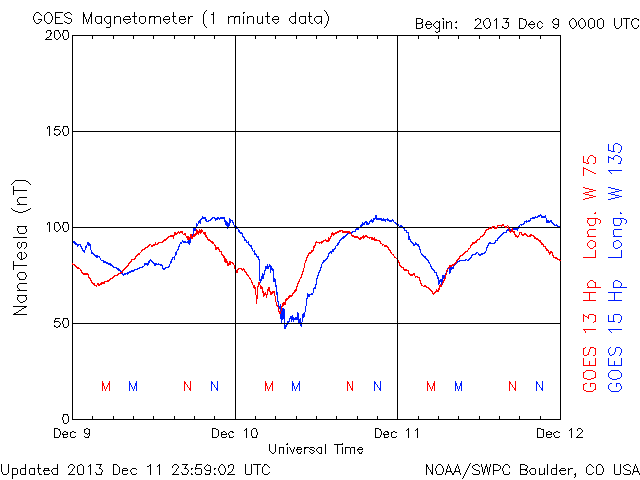 GOES Magnetometer (1 minute data)
Begin: 2013 Dec 9 0000 UTC
200
150
100
50
0
NanoTesla (nT)
M M N N M M N N M M N N
Dec 9 Dec 10 Dec 11 Dec 12
Universal Time
GOES 13 Hp Long. W 75
GOES 15 Hp Long. W 135
Updated 2013 Dec 11 23:59:02 UTC
NOAA/SWPC Boulder, CO USA